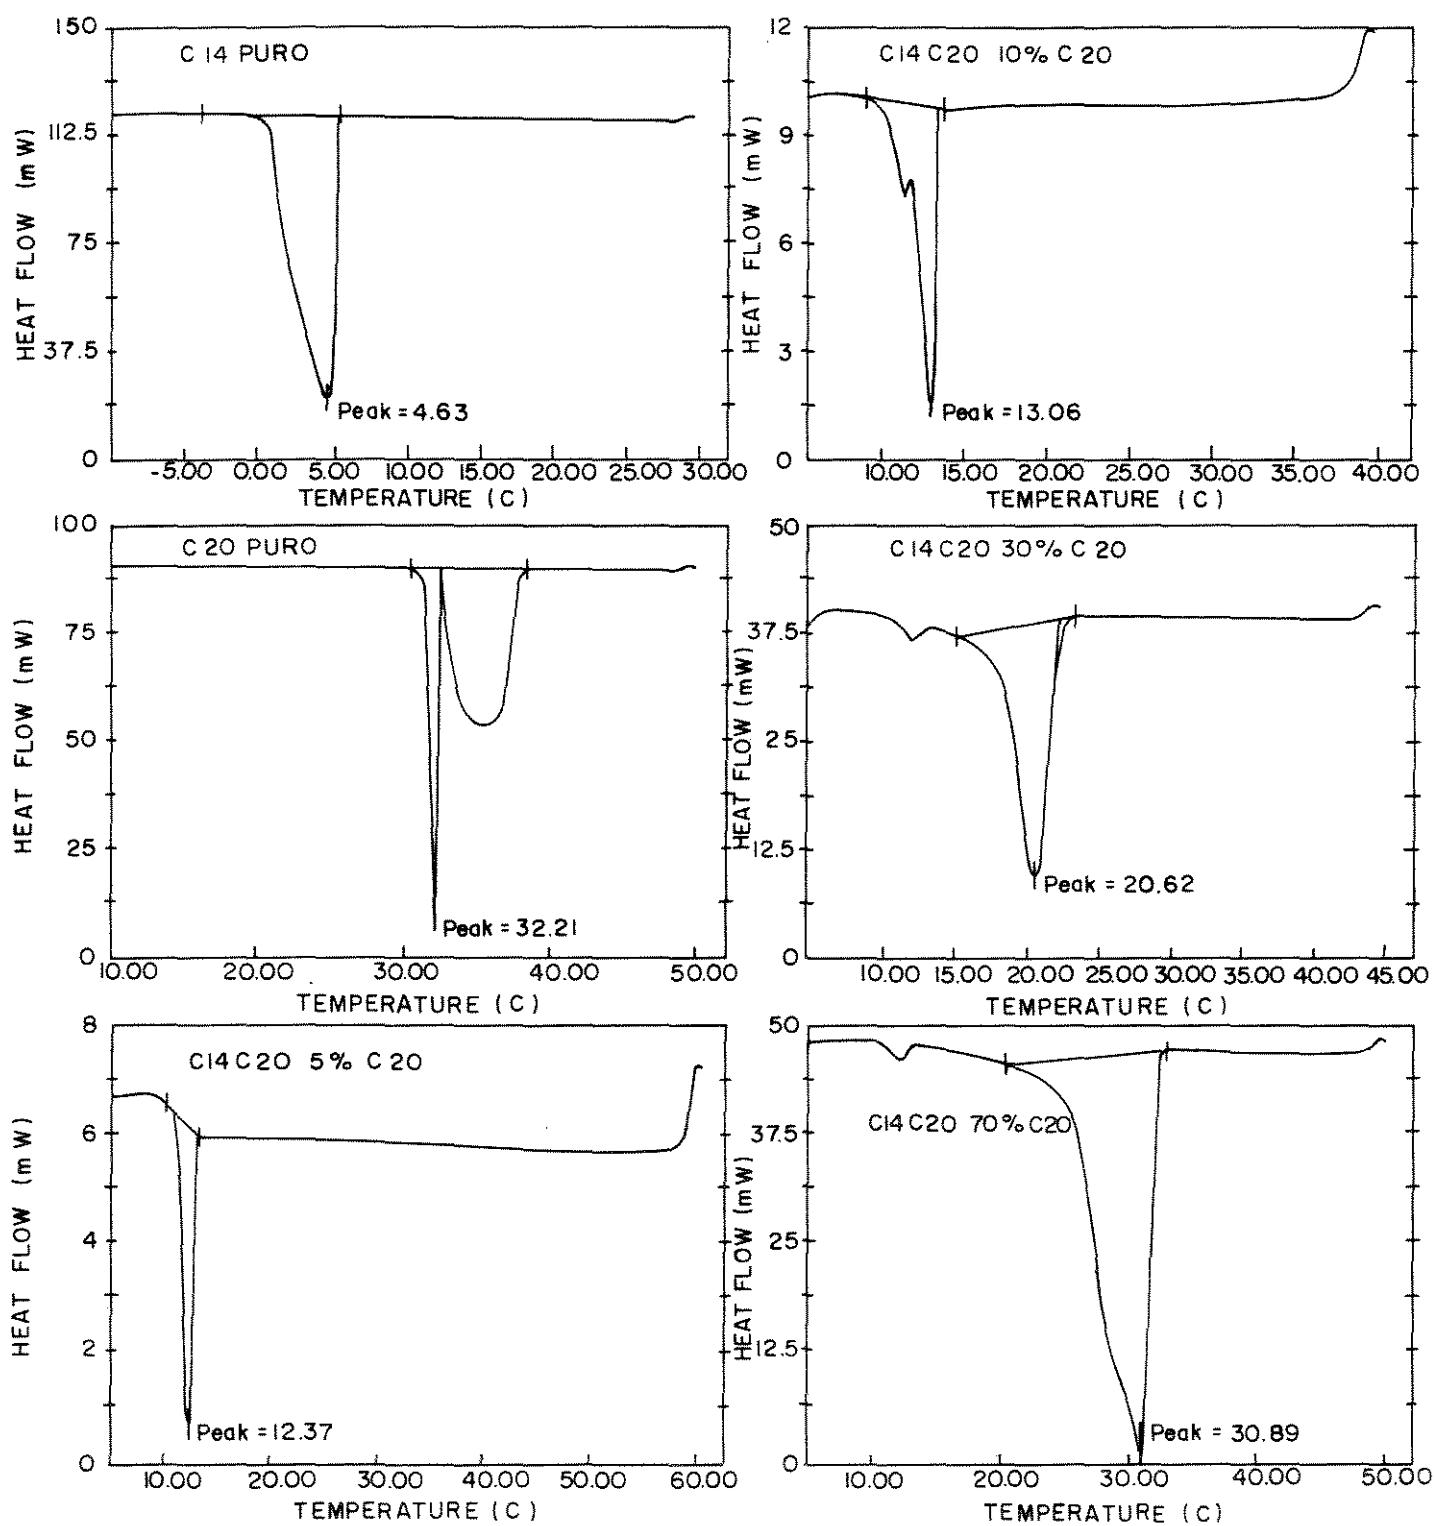 C14 PURO
150
112.5
75
37.5
0
HEAT FLOW (mW)
Peak = 4.63
-5.00 0.00 5.00 10.00 15.00 20.00 25.00 30.00
TEMPERATURE (C)
C14 C20 10% C20
12
9
6
3
0
HEAT FLOW (mW)
Peak = 13.06
10.00 15.00 20.00 25.00 30.00 35.00 40.00
TEMPERATURE (C)
C20 PURO
100
75
50
25
0
HEAT FLOW (mW)
Peak = 32.21
10.00 20.00 30.00 40.00 50.00
TEMPERATURE (C)
C14 C20 30% C20
50
37.5
25
12.5
0
HEAT FLOW (mW)
Peak = 20.62
10.00 15.00 20.00 25.00 30.00 35.00 40.00 45.00
TEMPERATURE (C)
C14 C20 5% C20
8
6
4
2
0
HEAT FLOW (mW)
Peak = 12.37
10.00 20.00 30.00 40.00 50.00 60.00
TEMPERATURE (C)
C14 C20 70% C20
50
37.5
25
12.5
0
HEAT FLOW (mW)
Peak = 30.89
10.00 20.00 30.00 40.00 50.00
TEMPERATURE (C)